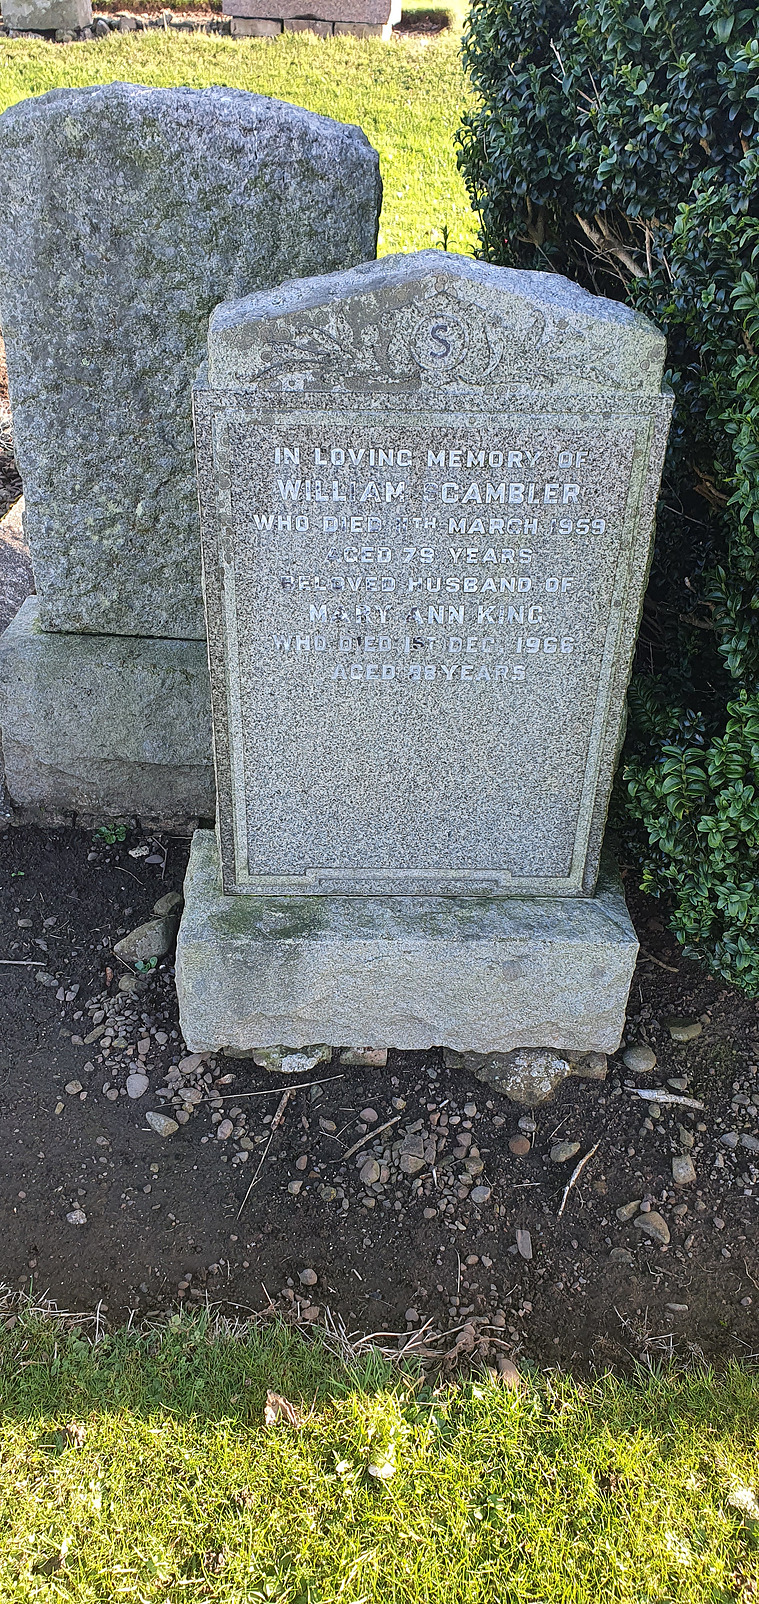 S
IN LOVING MEMORY OF
WILLIAM SCAMBLER
WHO DIED MARCH 1959
AGED 79 YEARS
BELOVED HUSBAND OF
MARY ANN KING
WHO DIED 1ST DEC. 1966
AGED YEARS